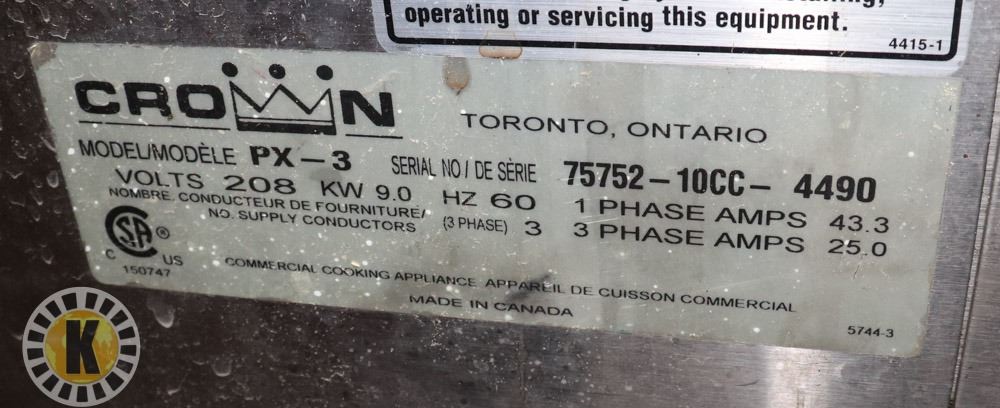 operating or servicing this equipment.
4415-1
CROWN
TORONTO, ONTARIO
MODEL/MODÈLE PX-3 SERIAL NO / DE SÈRIE 75752-10CC-4490
VOLTS 208 KW 9.0 HZ 60 1 PHASE AMPS 43.3
NOMBRE. CONDUCTEUR DE FOURNITURE/
NO. SUPPLY CONDUCTORS (3 PHASE) 3 3 PHASE AMPS 25.0
CSA ®
C US
150747
COMMERCIAL COOKING APPLIANCE APPAREIL DE CUISSON COMMERCIAL
MADE IN CANADA
5744-3
K